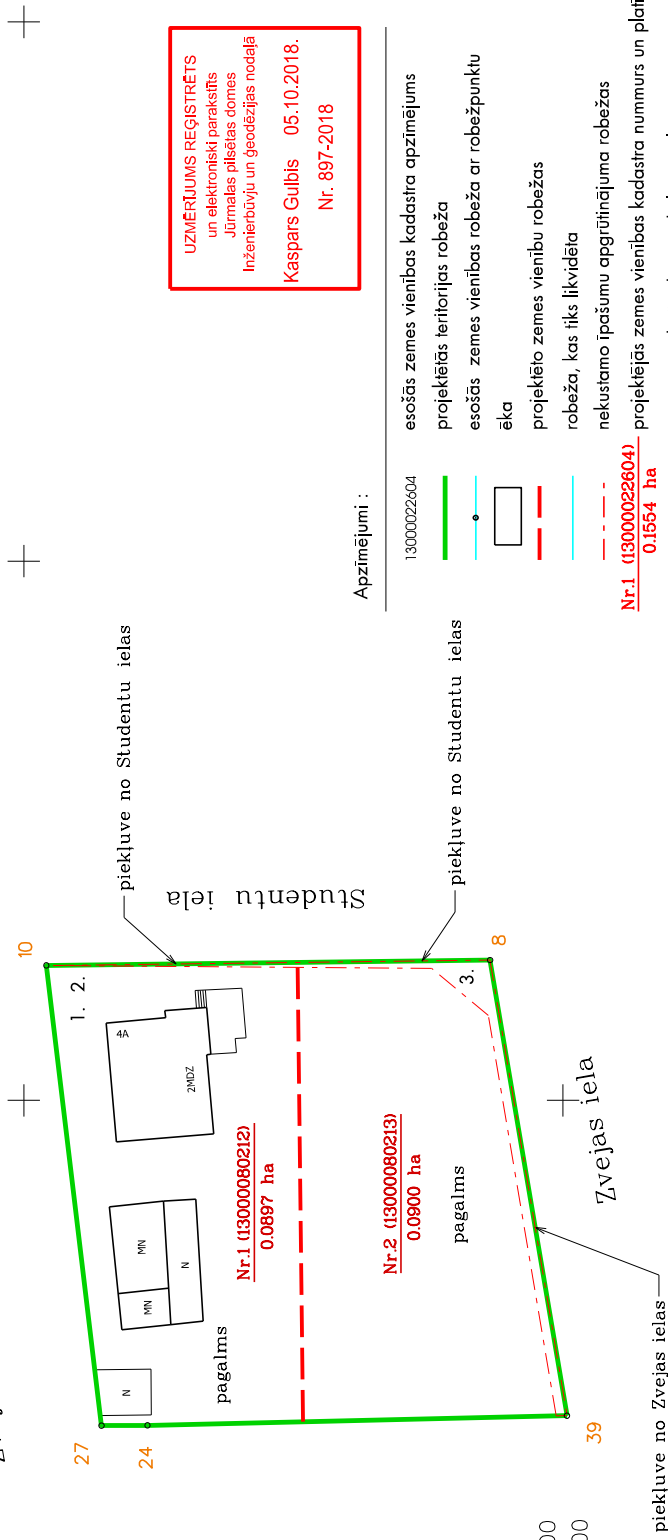 UZMĒRĪJUMS REĢISTRĒTS
un elektroniski parakstīts
Jūrmalas pilsētas domes
Inženierbūvju un ģeodēzijas nodaļā
Kaspars Gulbis 05.10.2018.
Nr. 897-2018
Apzīmējumi :
13000022604 esošās zemes vienības kadastra apzīmējums
projektētās teritorijas robeža
esošās zemes vienības robeža ar robežpunktu
ēka
projektēto zemes vienību robežas
robeža, kas tiks likvidēta
nekustamo īpašumu apgrūtinājuma robežas
Nr.1 (13000022604)
0.1554 ha
projektējās zemes vienības kadastra nummurs un platī
piekļuve no Studentu ielas
piekļuve no Studentu ielas
Studentu iela
10
1. 2.
4A
2MDZ
Nr.1 (13000080212)
0.0897 ha
MN
MN
N
N
pagalms
27
24
Nr.2 (13000080213)
0.0900 ha
pagalms
3.
8
39
Zvejas iela
piekļuve no Zvejas ielas
00
00